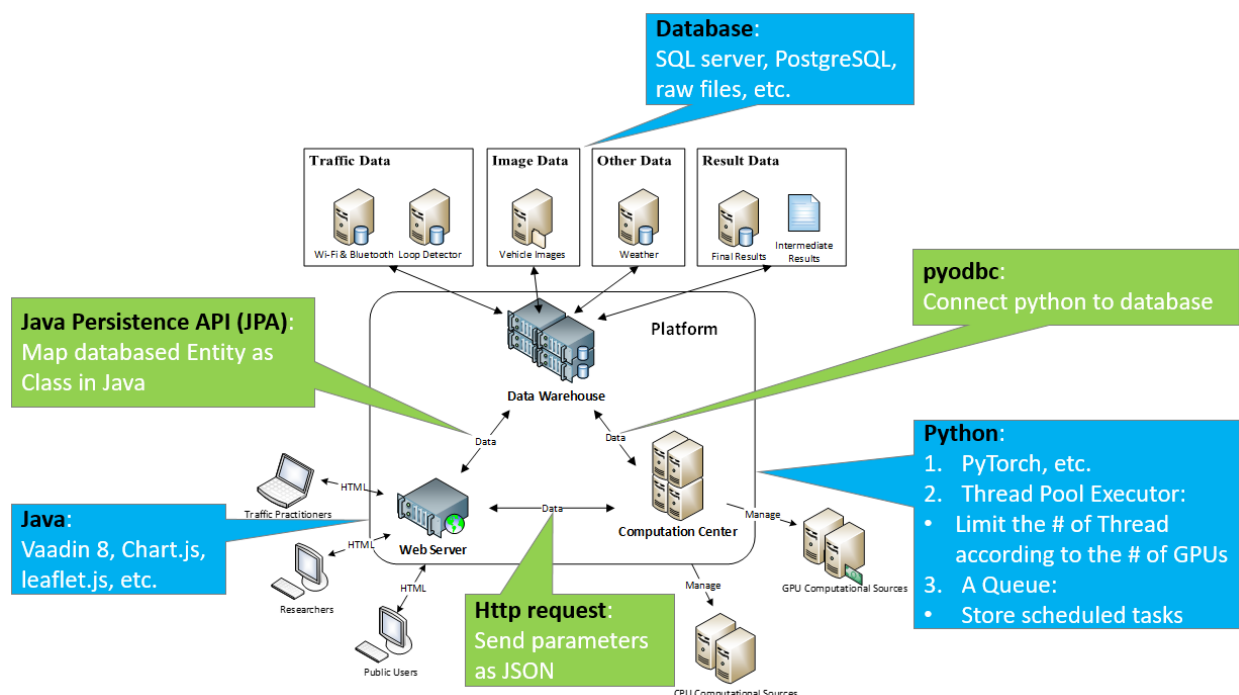 Database:
SQL server, PostgreSQL,
raw files, etc.
Traffic Data
Wi-Fi & Bluetooth
Loop Detector
Image Data
Vehicle Images
Other Data
Weather
Result Data
Final Results
Intermediate
Results
pyodbc:
Connect python to database
Java Persistence API (JPA):
Map databased Entity as
Class in Java
Platform
Data Warehouse
Data
Data
Python:
1. PyTorch, etc.
2. Thread Pool Executor:
• Limit the # of Thread
according to the # of GPUs
3. A Queue:
• Store scheduled tasks
HTML
Traffic Practitioners
Java:
Vaadin 8, Chart.js,
leaflet.js, etc.
Web Server
Data
Computation Center
Manage
GPU Computational Sources
HTML
Researchers
HTML
Public Users
Http request:
Send parameters
as JSON
Manage
CPU Computational Sources